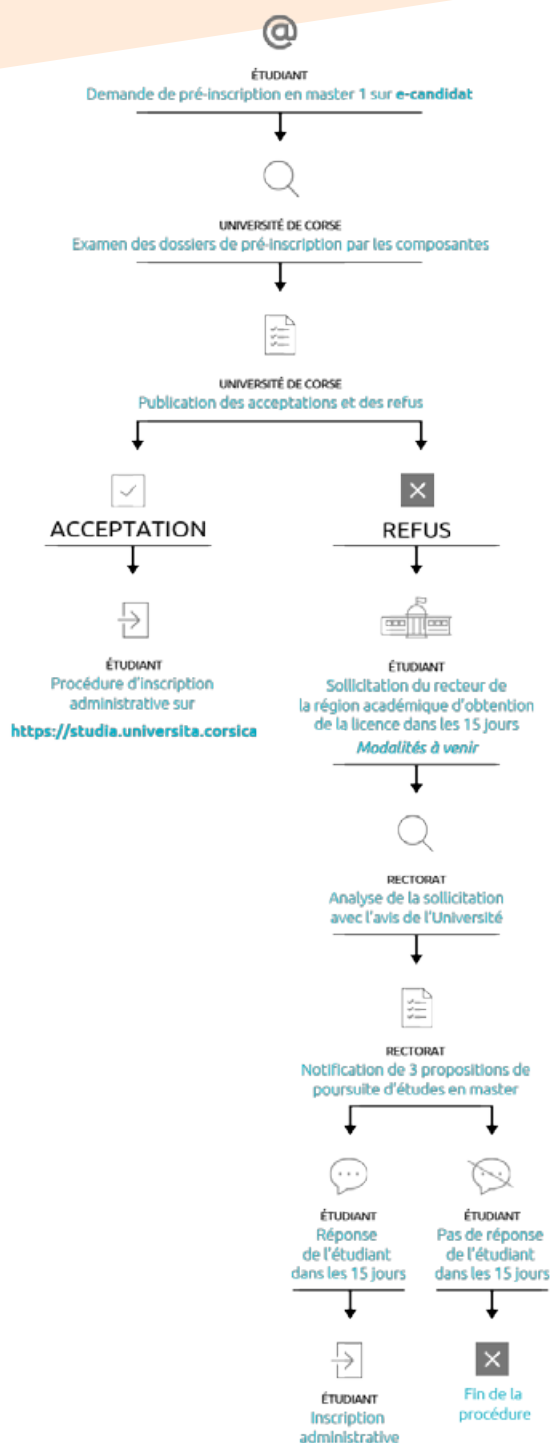 @
ÉTUDIANT
Demande de pré-inscription en master 1 sur e-candidat
UNIVERSITÉ DE CORSE
Examen des dossiers de pré-inscription par les composantes
UNIVERSITÉ DE CORSE
Publication des acceptations et des refus
ACCEPTATION
ÉTUDIANT
Procédure d'inscription
administrative sur
https://studia.universita.corsica
REFUS
ÉTUDIANT
Sollicitation du recteur de
la région académique d'obtention
de la licence dans les 15 jours
Modalités à venir
RECTORAT
Analyse de la sollicitation
avec l'avis de l'Université
RECTORAT
Notification de 3 propositions de
poursuite d'études en master
ÉTUDIANT
Réponse
de l'étudiant
dans les 15 jours
ÉTUDIANT
Inscription
administrative
ÉTUDIANT
Pas de réponse
de l'étudiant
dans les 15 jours
Fin de la
procédure